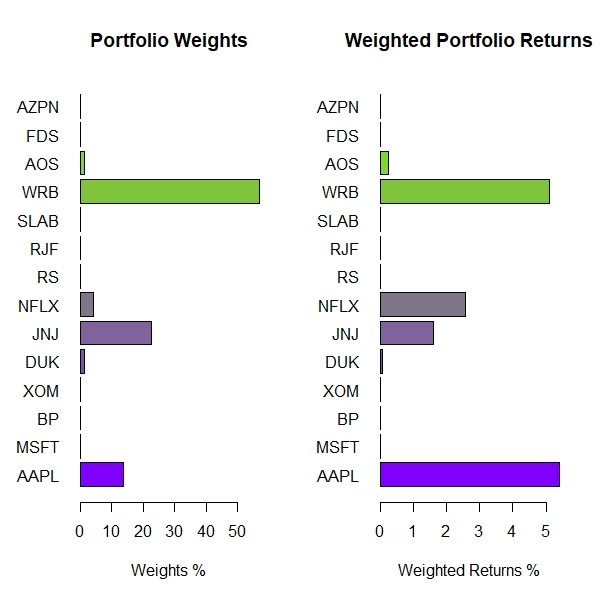 Portfolio Weights
AZPN
FDS
AOS
WRB
SLAB
RJF
RS
NFLX
JNJ
DUK
XOM
BP
MSFT
AAPL
0 10 20 30 40 50
Weights %
Weighted Portfolio Returns
AZPN
FDS
AOS
WRB
SLAB
RJF
RS
NFLX
JNJ
DUK
XOM
BP
MSFT
AAPL
0 1 2 3 4 5
Weighted Returns %